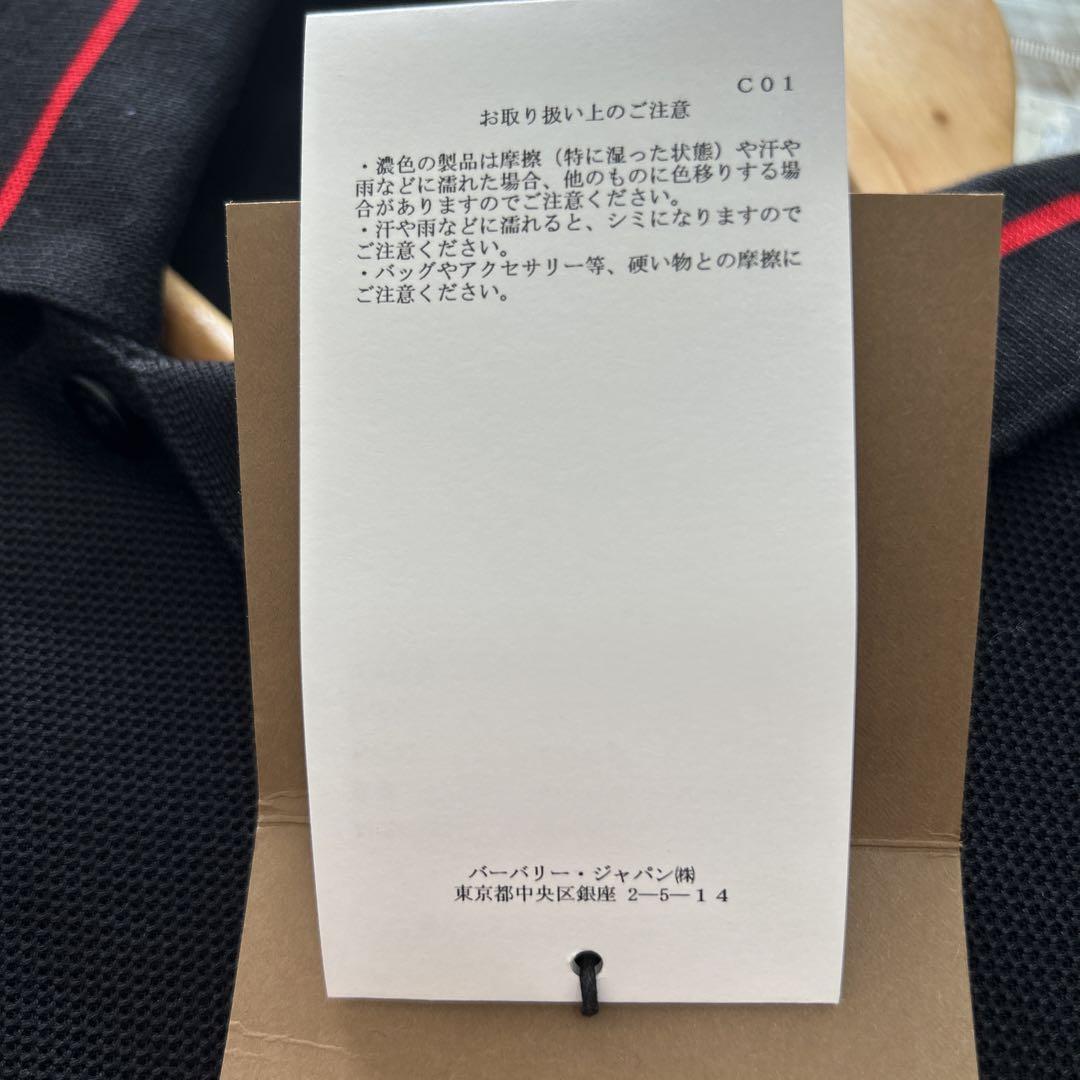 C01
お取り扱い上のご注意
・濃色の製品は摩擦（特に湿った状態）や汗や
雨などに濡れた場合、他のものに色移りする場
合がありますのでご注意ください。
・汗や雨などに濡れると、シミになりますので
ご注意ください。
・バッグやアクセサリー等、硬い物との摩擦に
ご注意ください。
バーバリー・ジャパン㈱
東京都中央区銀座 2―5―14